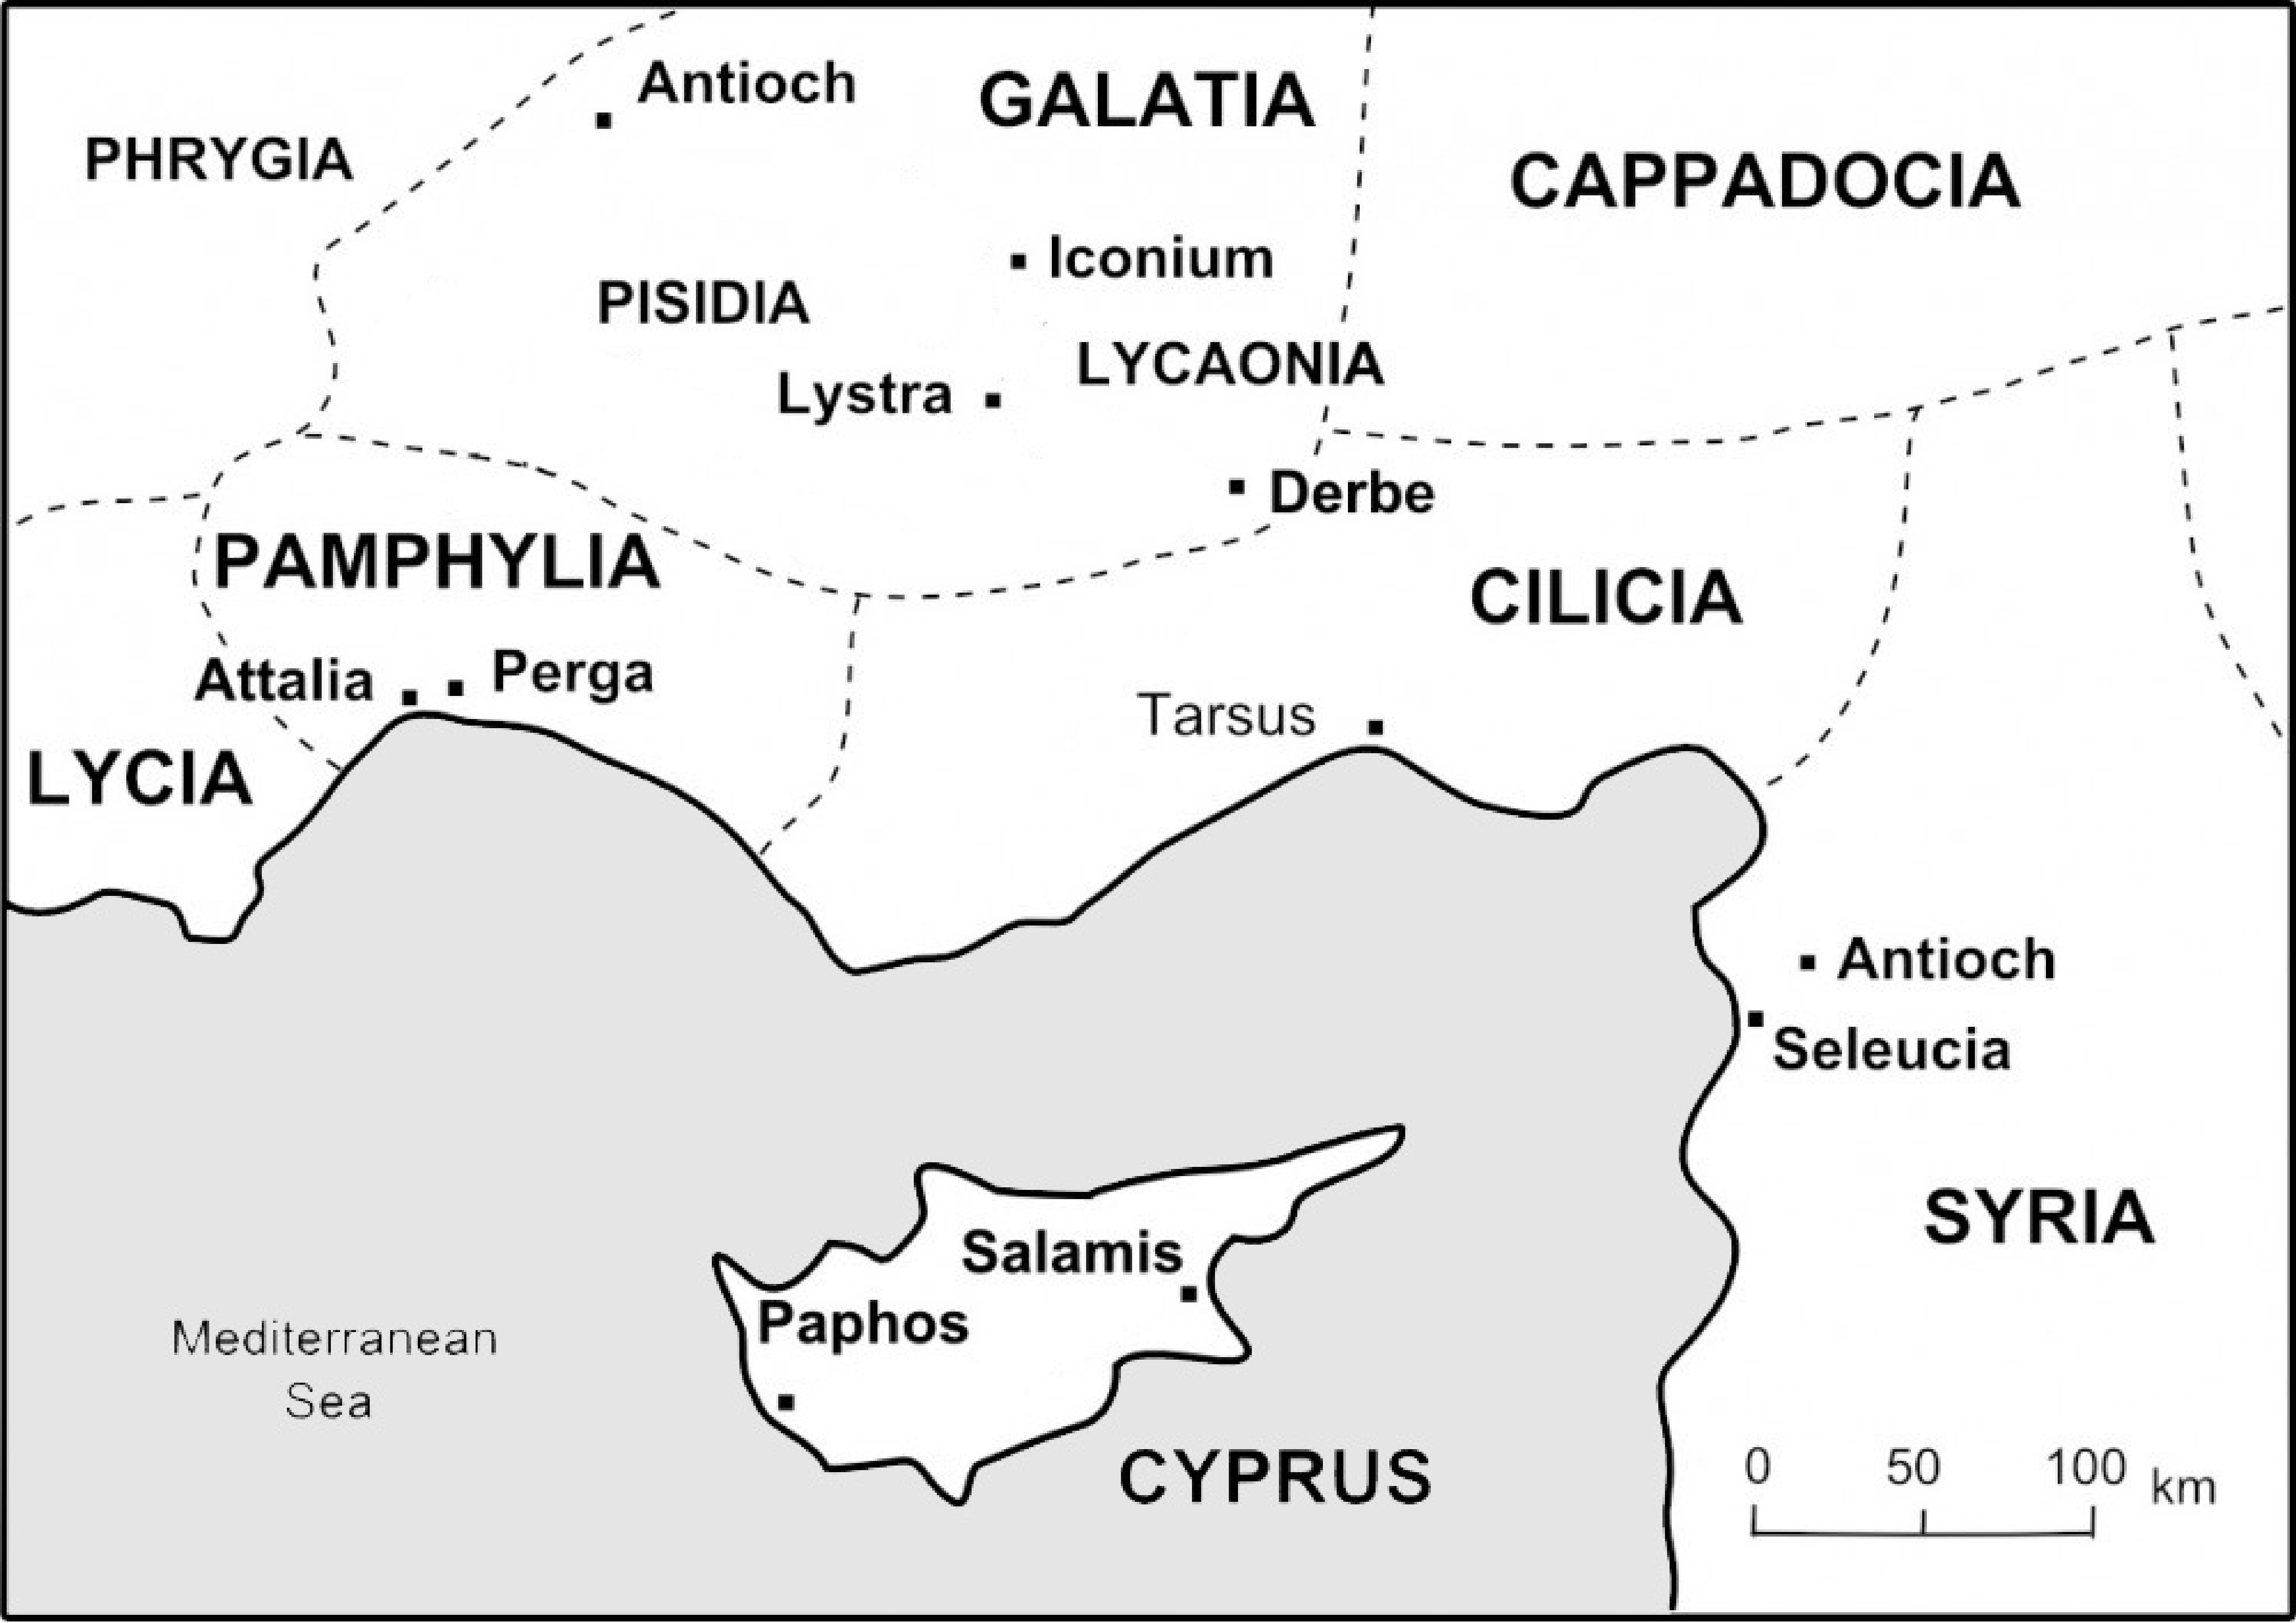 Antioch
GALATIA
PHRYGIA
CAPPADOCIA
Iconium
PISIDIA
LYCAONIA
Lystra
Derbe
PAMPHYLIA
CILICIA
Attalia
Perga
Tarsus
LYCIA
Antioch
Seleucia
SYRIA
Salamis
Paphos
Mediterranean
Sea
CYPRUS
0 50 100 km